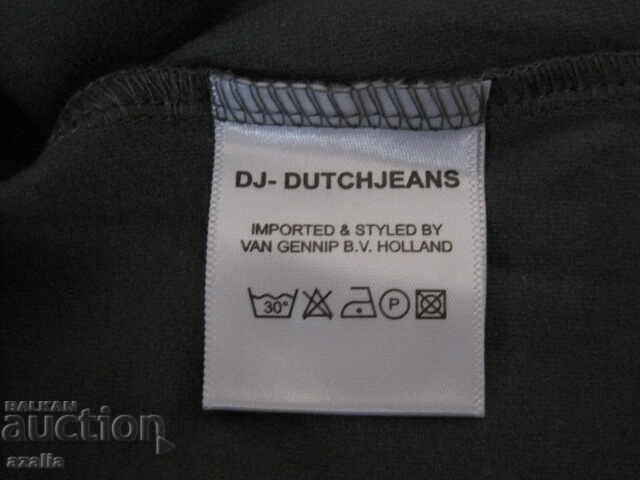 DJ- DUTCHJEANS
IMPORTED & STYLED BY
VAN GENNIP B.V. HOLLAND
30°
P
BALKAN
auction
azalia